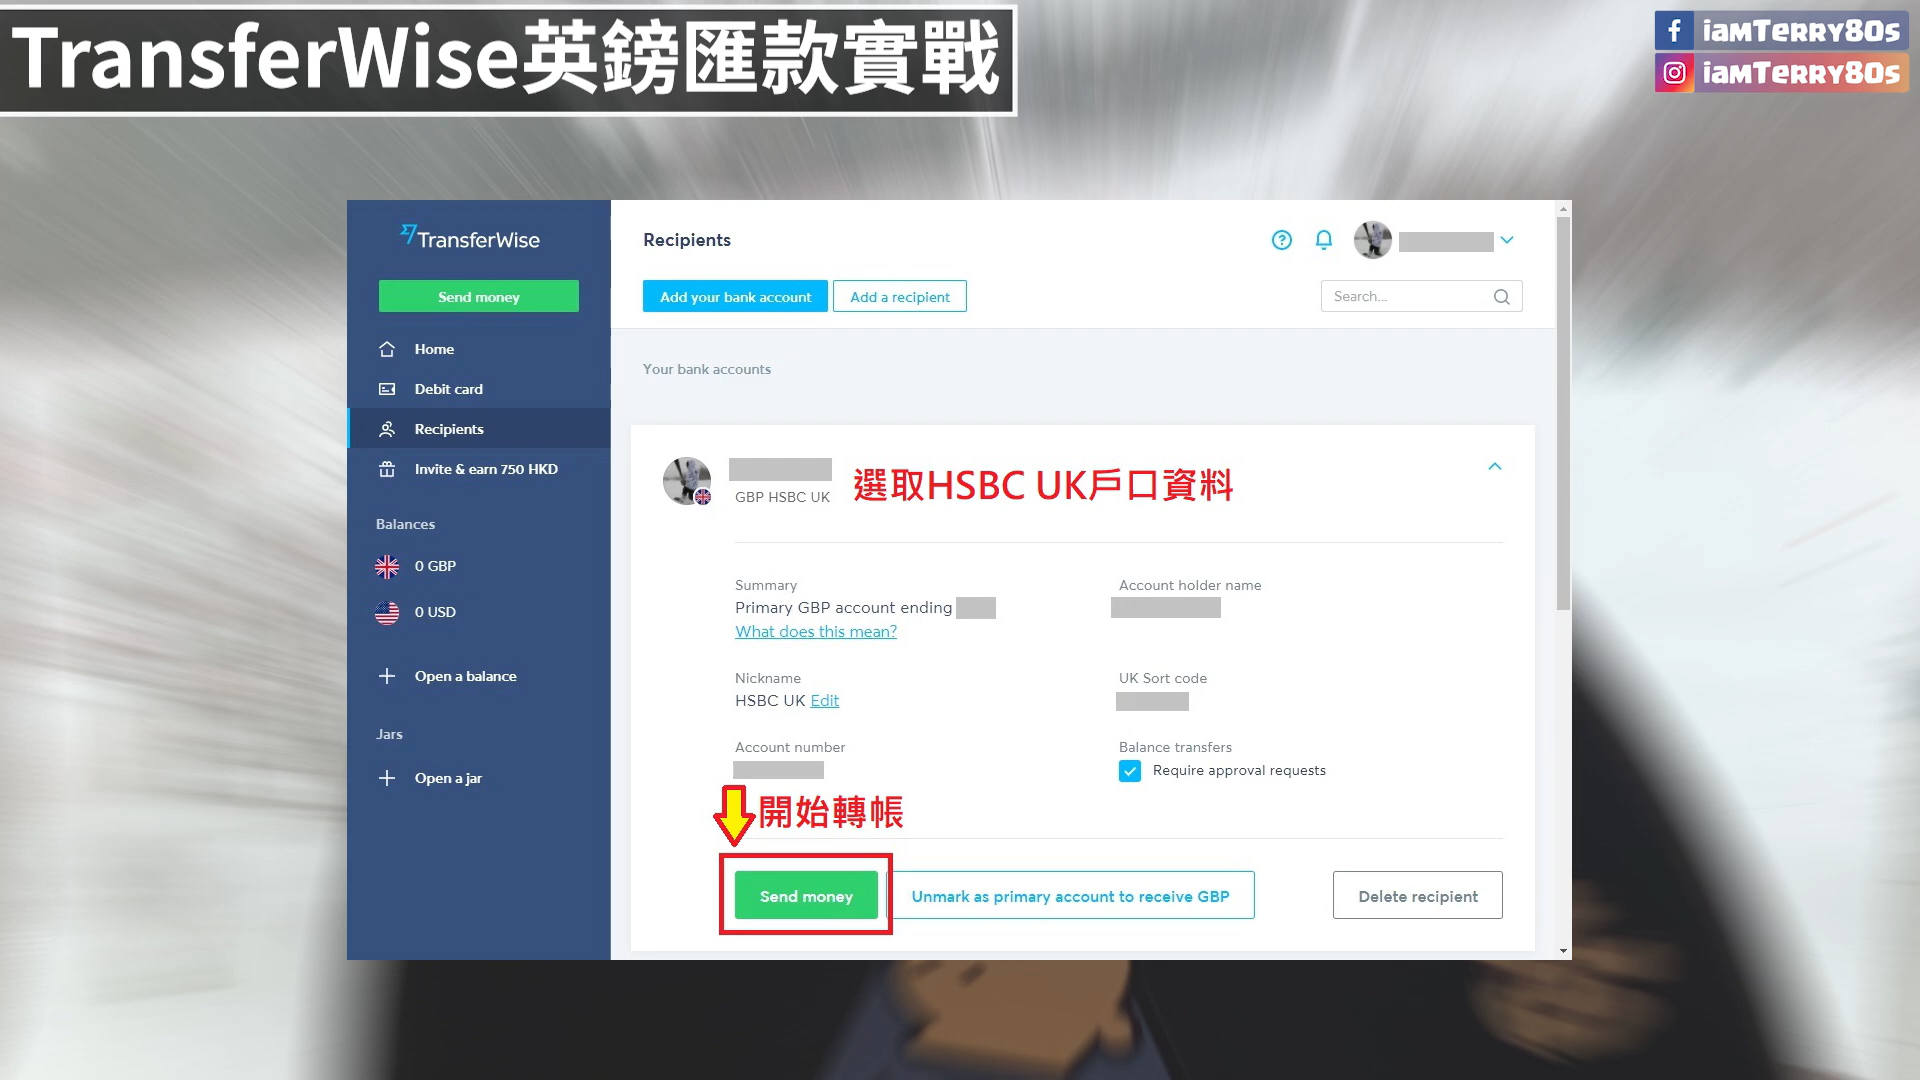 TransferWise英鎊匯款實戰
iamTerry80s
iamTerry80s
TransferWise
Send money
Home
Debit card
Recipients
Invite & earn 750 HKD
Balances
0 GBP
0 USD
Open a balance
Jars
Open a jar
Recipients
Add your bank account
Add a recipient
Search...
Your bank accounts
GBP HSBC UK
選取HSBC UK戶口資料
Summary
Primary GBP account ending
What does this mean?
Account holder name
Nickname
HSBC UK Edit
UK Sort code
Account number
Balance transfers
Require approval requests
開始轉帳
Send money
Unmark as primary account to receive GBP
Delete recipient